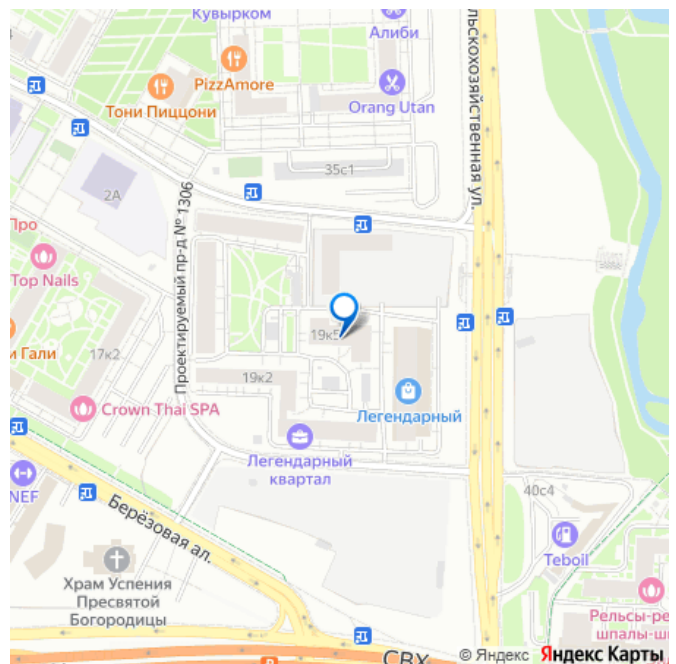 Кувырком
Алиби
PizzAmore
Orang Utan
Тони Пиццони
льскохозяйственная ул.
35с1
2А
Проектируемый пр-д № 1306
Про
Top Nails
19к5
и Гали
17к2
19к2
Crown Thai SPA
Легендарный
Легендарный
квартал
NEF
40с4
Берёзовая ал.
Teboil
Храм Успения
Пресвятой
Богородицы
Рельсы-ре
шпалы-ш
СВХ
© Яндекс Яндекс Карты